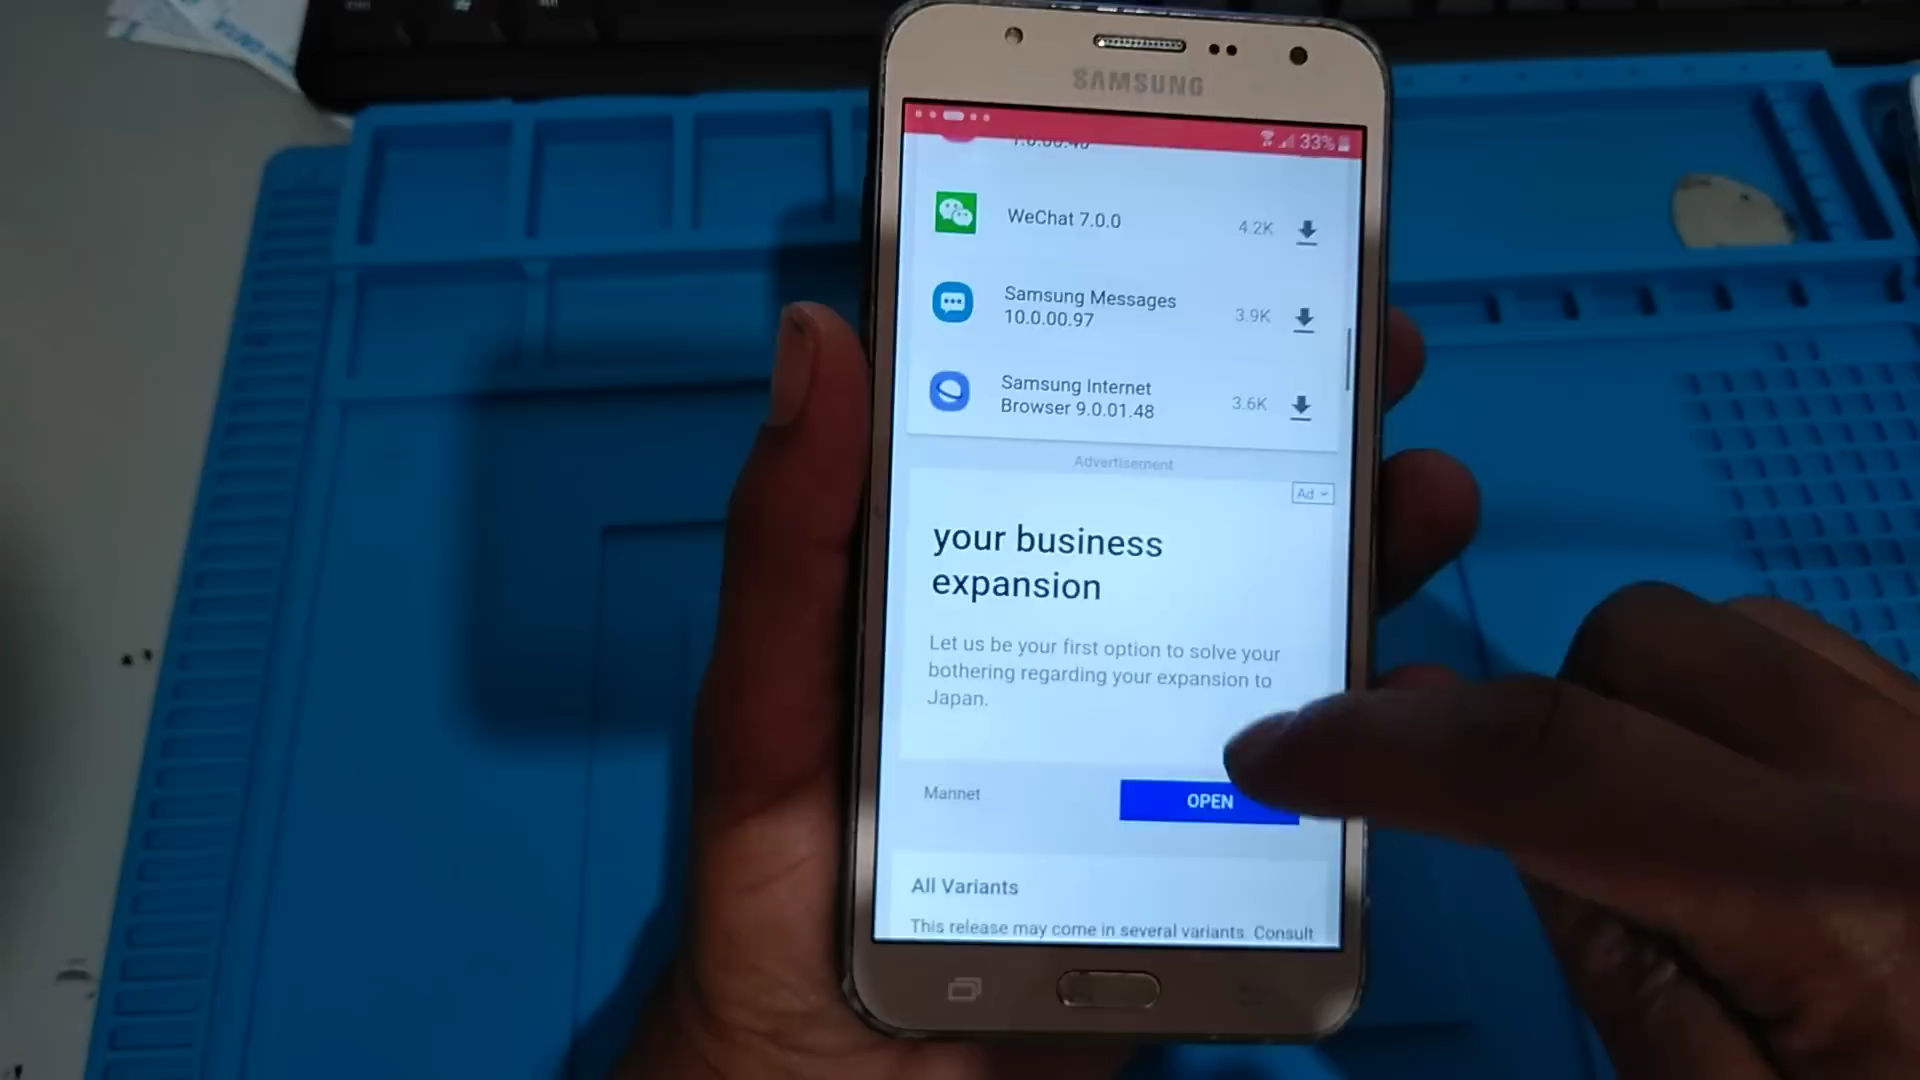 SAMSUNG
33%
WeChat 7.0.0
4.2K
Samsung Messages
10.0.00.97
3.9K
Samsung Internet
Browser 9.0.01.48
3.6K
Advertisement
Ad
your business
expansion
Let us be your first option to solve your
bothering regarding your expansion to
Japan.
Mannet
OPEN
All Variants
This release may come in several variants. Consult